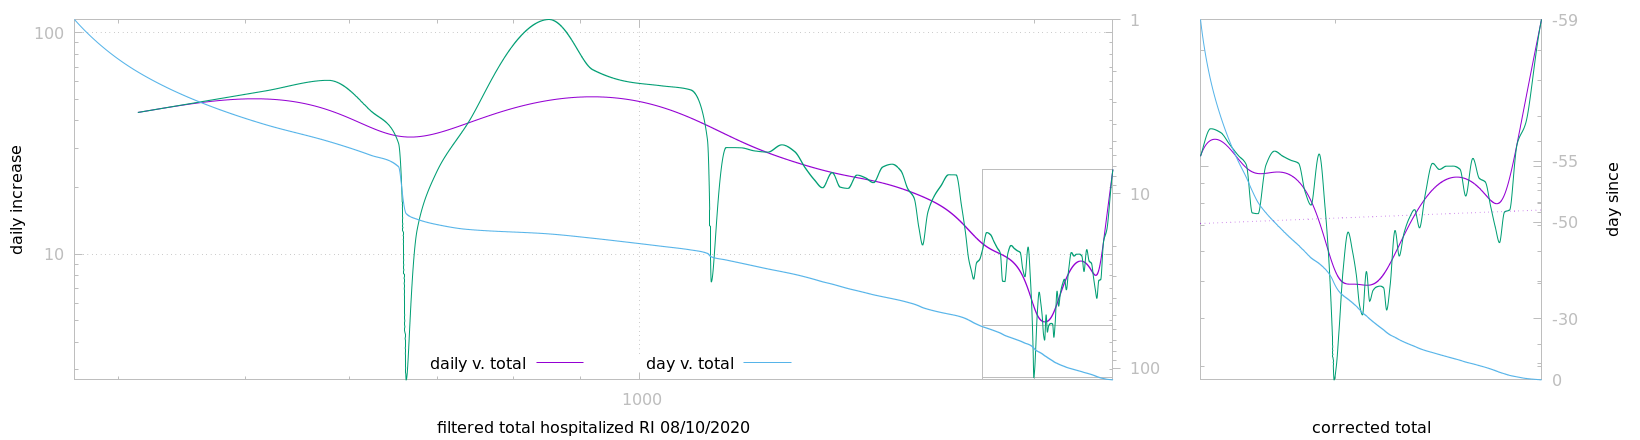 100
10
daily increase
daily v. total
day v. total
1000
filtered total hospitalized RI 08/10/2020
1
10
100
-59
-55
-50
-30
0
day since
corrected total